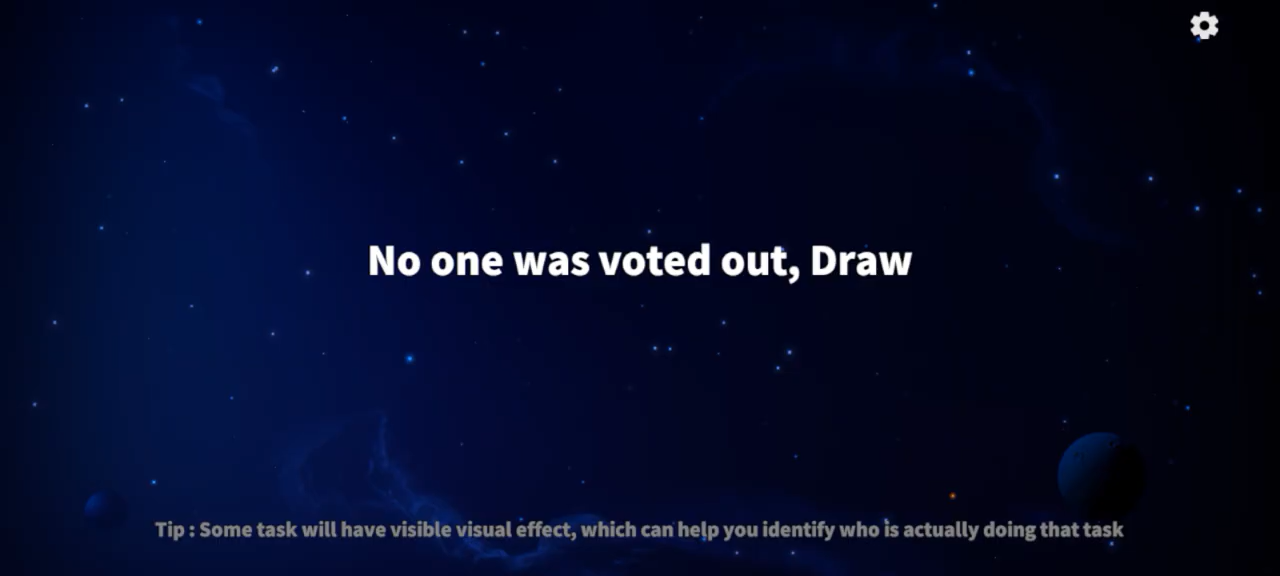 No one was voted out, Draw
Tip : Some task will have visible visual effect, which can help you identify who is actually doing that task